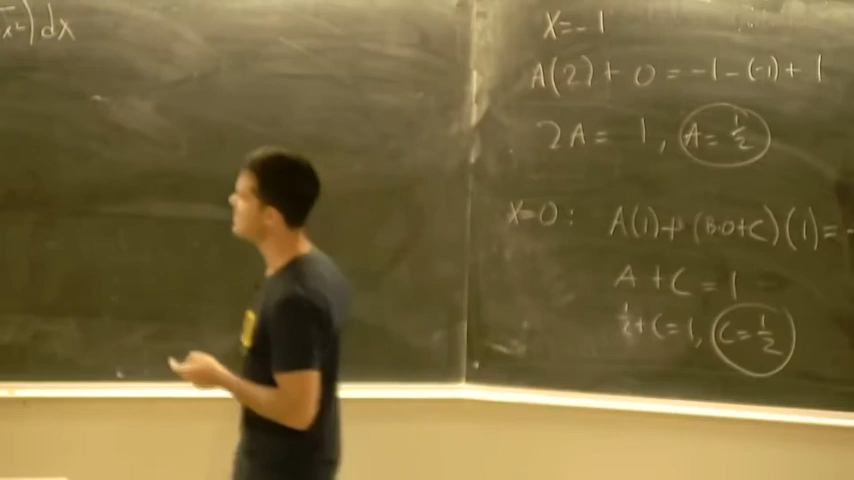 x²)dx
X=-1
A(2)+0=-1-(-1)+1
2A=1, A=½
X=0: A(1)+(B·0+C)(1)=-
A+C=1
½+C=1, C=½